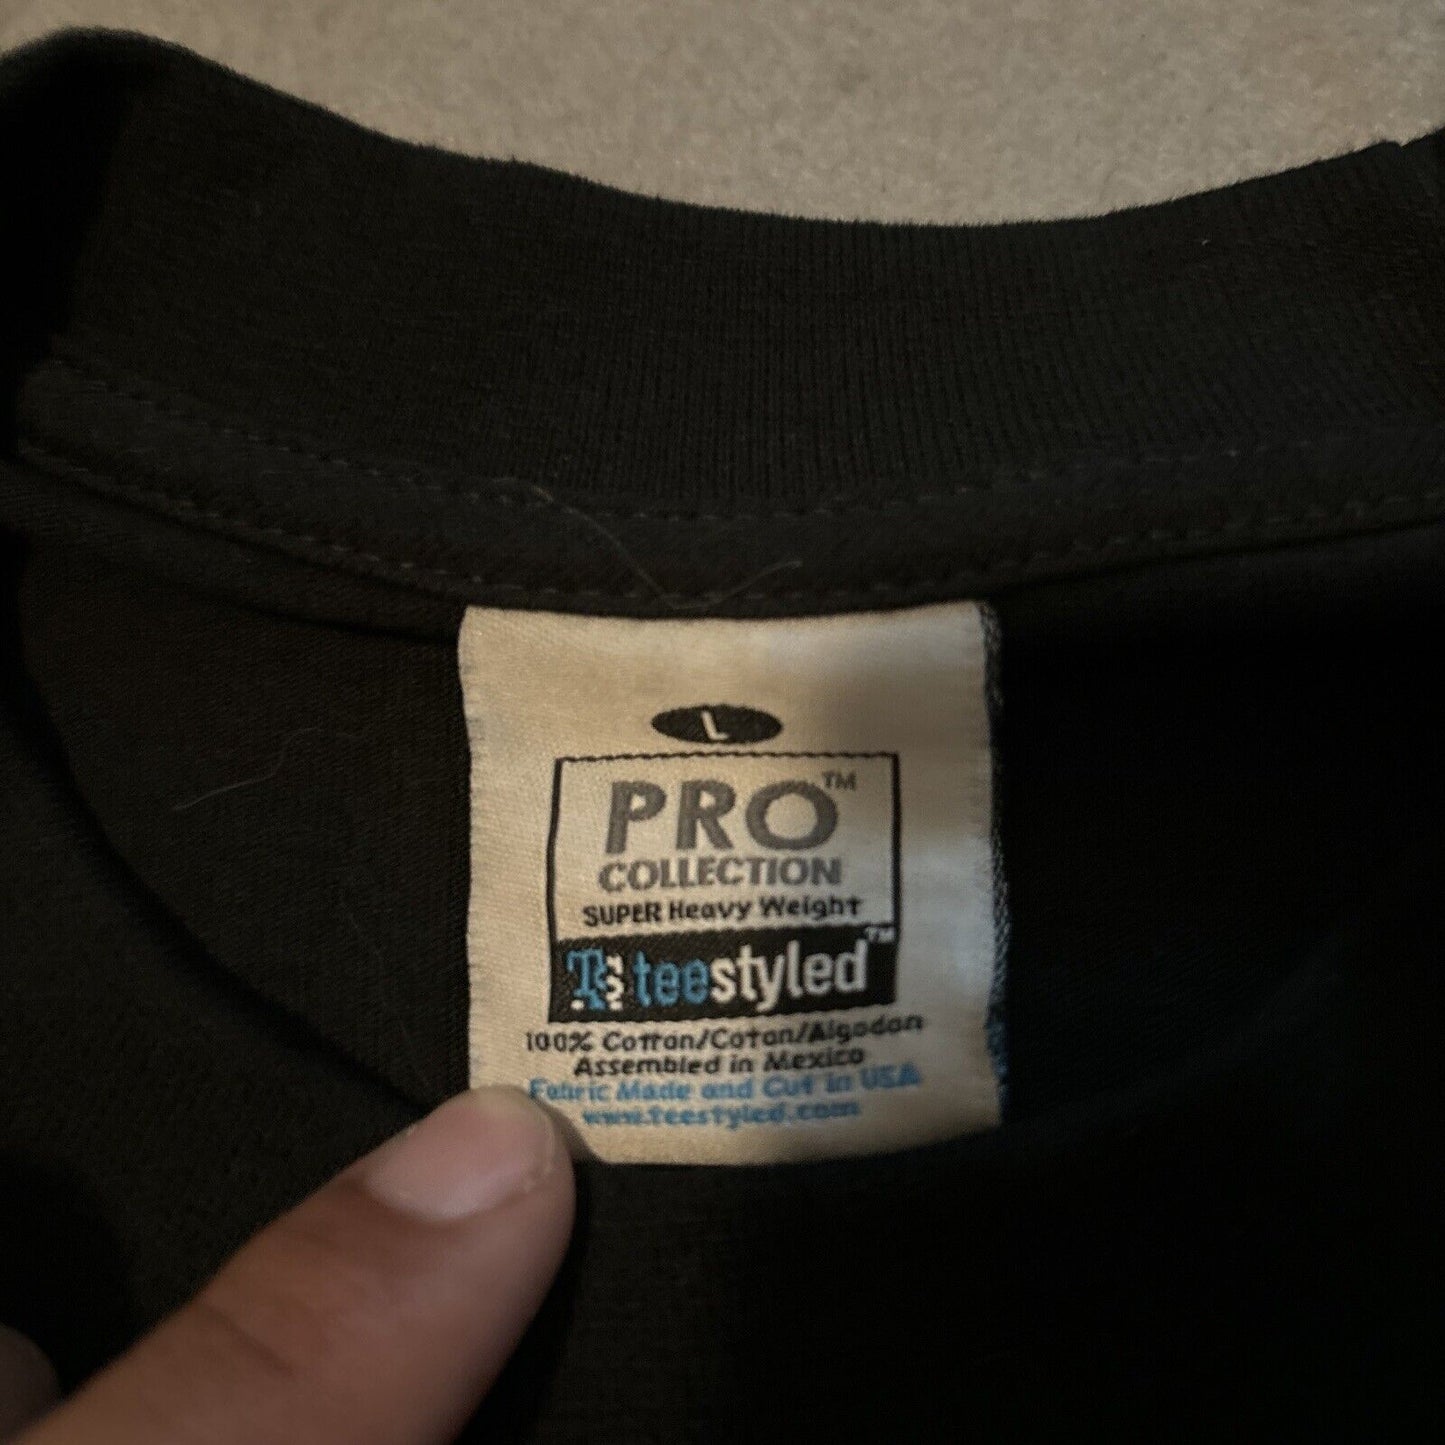 L
PRO™
COLLECTION
SUPER Heavy Weight
TS teestyled™
100% Cotton/Coton/Algodon
Assembled in Mexico
Fabric Made and Cut in USA
www.teestyled.com